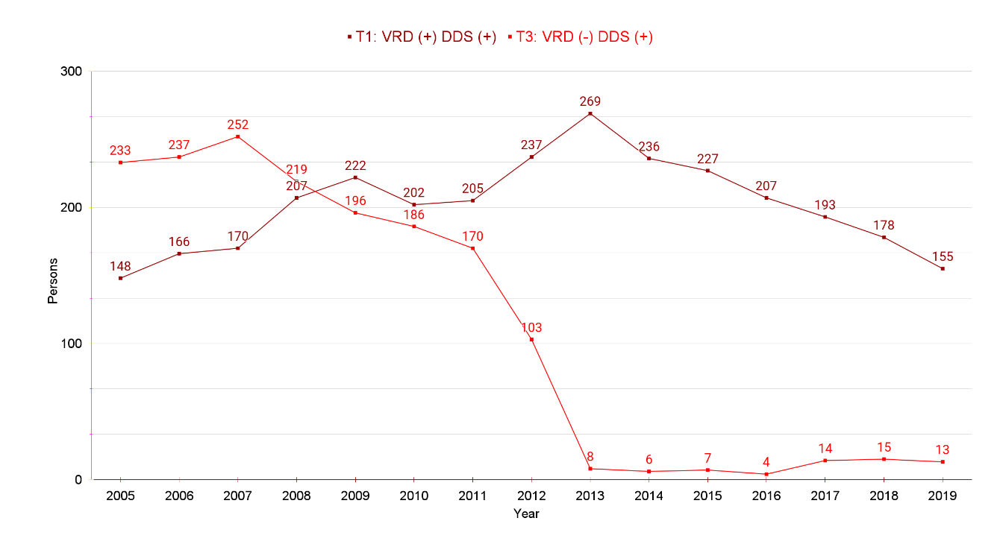 T1: VRD (+) DDS (+) T3: VRD (-) DDS (+)
300
269
252
233 237 237 236
219 222 227
207 202 205 207
200
196 186 193
166 170 170 178
148 155
Persons
103
100
8 6 7 4 14 15 13
0
2005 2006 2007 2008 2009 2010 2011 2012 2013 2014 2015 2016 2017 2018 2019
Year